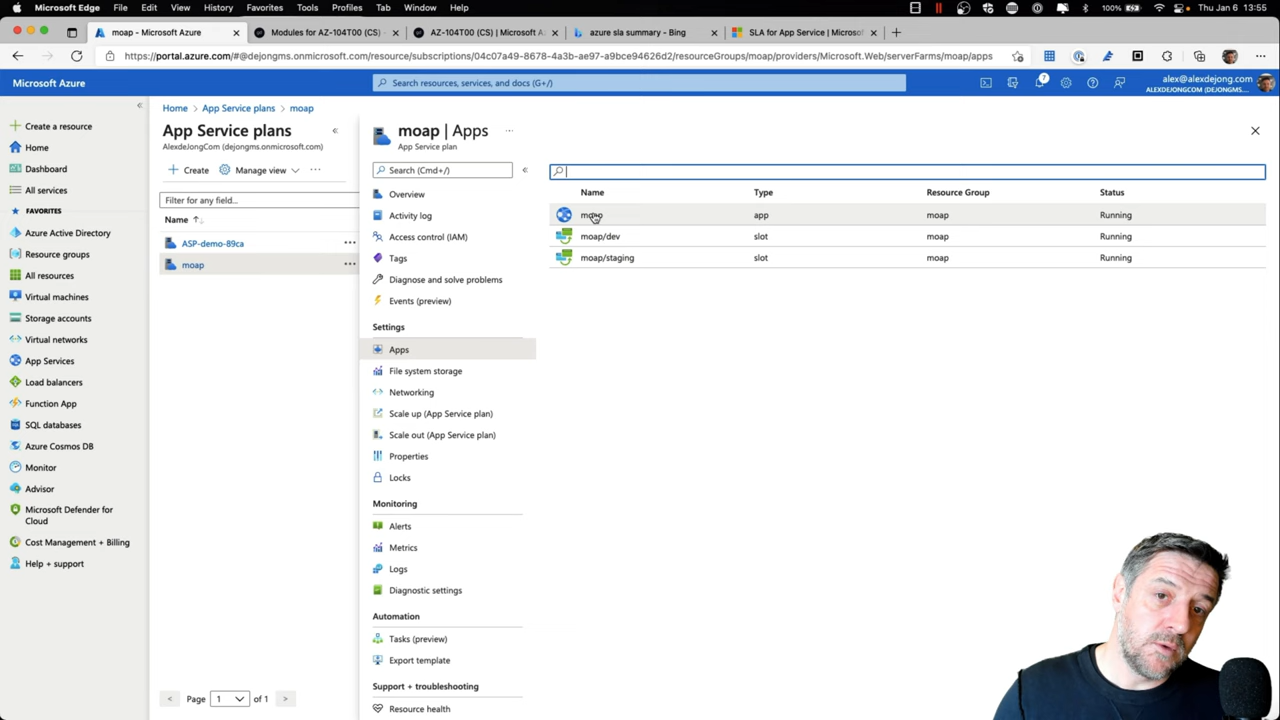 Microsoft Edge File Edit View History Favorites Tools Profiles Tab Window Help 100% Thu Jan 6 13:55
moap - Microsoft Azure
Modules for AZ-104T00 (CS) -
AZ-104T00 (CS) | Microsoft A
azure sla summary - Bing
SLA for App Service | Microsof
https://portal.azure.com/#@dejongms.onmicrosoft.com/resource/subscriptions/04c07a49-8678-4a3b-ae97-a9bce94626d2/resourceGroups/moap/providers/Microsoft.Web/serverFarms/moap/apps
Microsoft Azure
Search resources, services, and docs (G+/)
7
alex@alexdejong.com
ALEXDEJONGCOM (DEJONGMS....
Create a resource
Home
Dashboard
All services
FAVORITES
Azure Active Directory
Resource groups
All resources
Virtual machines
Storage accounts
Virtual networks
App Services
Load balancers
Function App
SQL databases
Azure Cosmos DB
Monitor
Advisor
Microsoft Defender for
Cloud
Cost Management + Billing
Help + support
Home > App Service plans > moap
App Service plans
AlexdeJongCom (dejongms.onmicrosoft.com)
Create Manage view ...
Filter for any field...
Name
ASP-demo-89ca ...
moap ...
Page 1 of 1
moap | Apps ...
App Service plan
Search (Cmd+/)
Overview
Activity log
Access control (IAM)
Tags
Diagnose and solve problems
Events (preview)
Settings
Apps
File system storage
Networking
Scale up (App Service plan)
Scale out (App Service plan)
Properties
Locks
Monitoring
Alerts
Metrics
Logs
Diagnostic settings
Automation
Tasks (preview)
Export template
Support + troubleshooting
Resource health
Name Type Resource Group Status
moap app moap Running
moap/dev slot moap Running
moap/staging slot moap Running